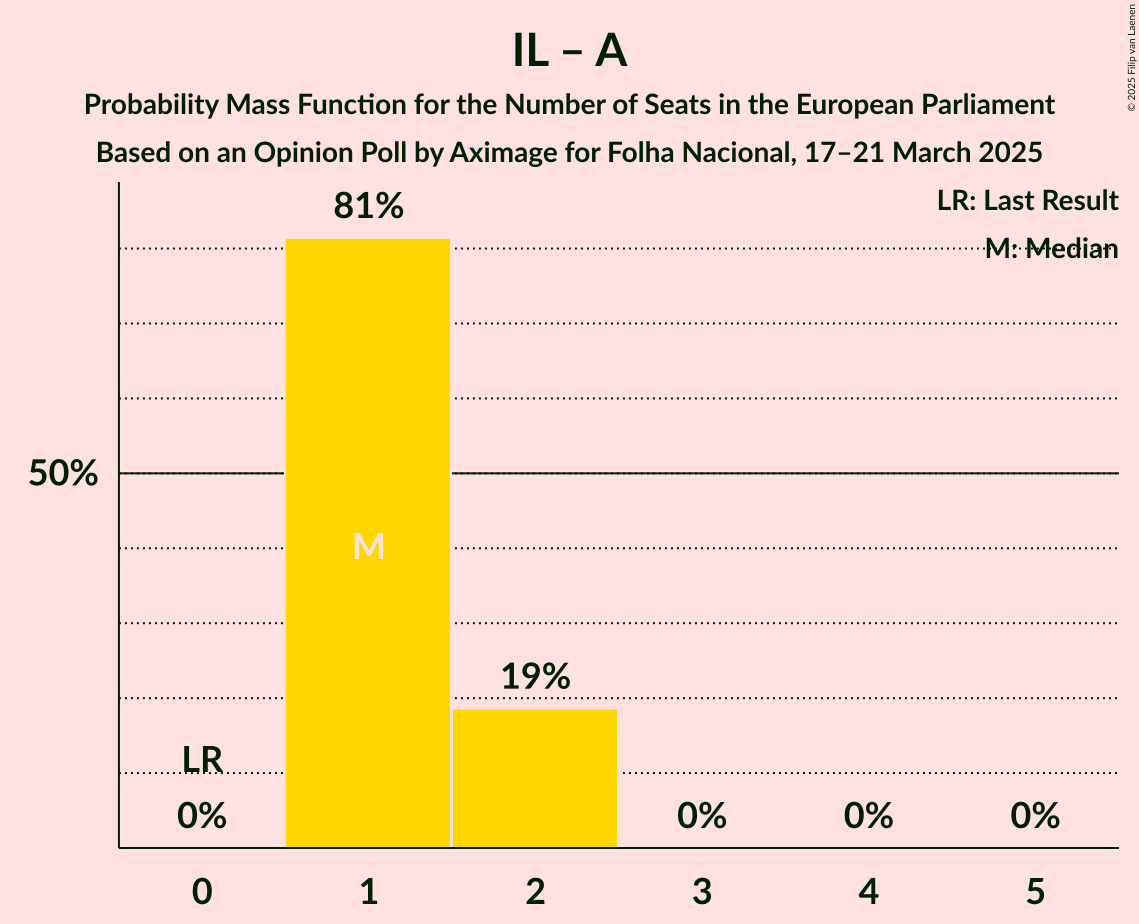 IL – A
Probability Mass Function for the Number of Seats in the European Parliament
Based on an Opinion Poll by Aximage for Folha Nacional, 17–21 March 2025
© 2025 Filip van Laenen
LR: Last Result
M: Median
81%
50%
M
19%
LR
0%
0%
0%
0%
0
1
2
3
4
5